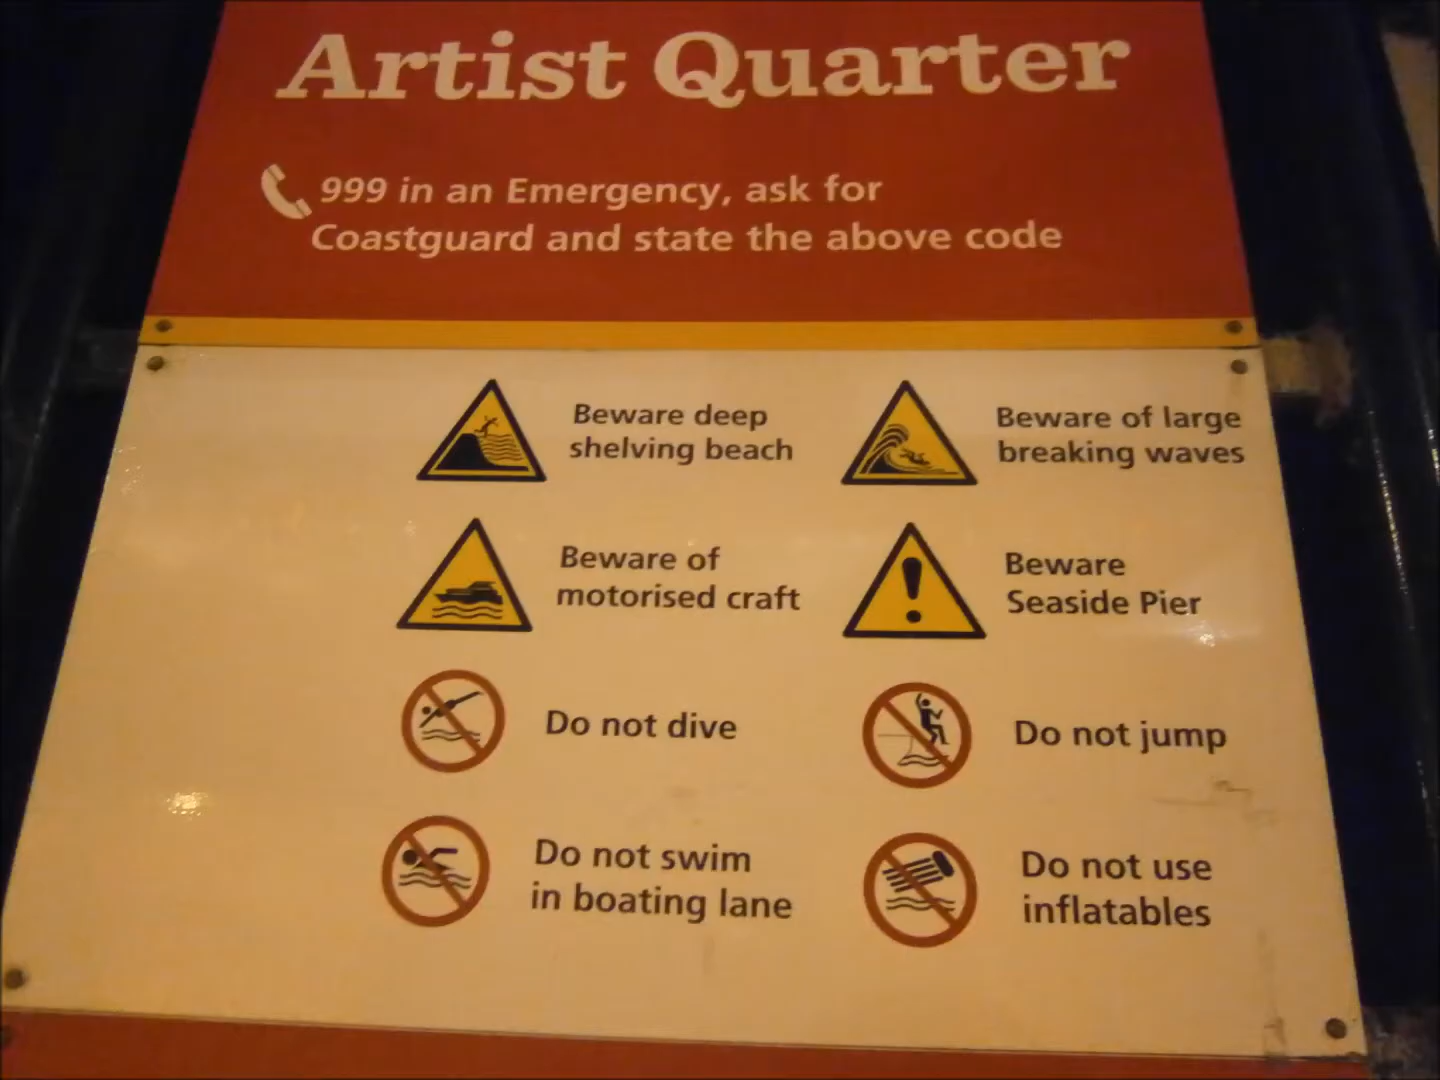 Artist Quarter
999 in an Emergency, ask for
Coastguard and state the above code
Beware deep
shelving beach
Beware of large
breaking waves
Beware of
motorised craft
Beware
Seaside Pier
Do not dive
Do not jump
Do not swim
in boating lane
Do not use
inflatables